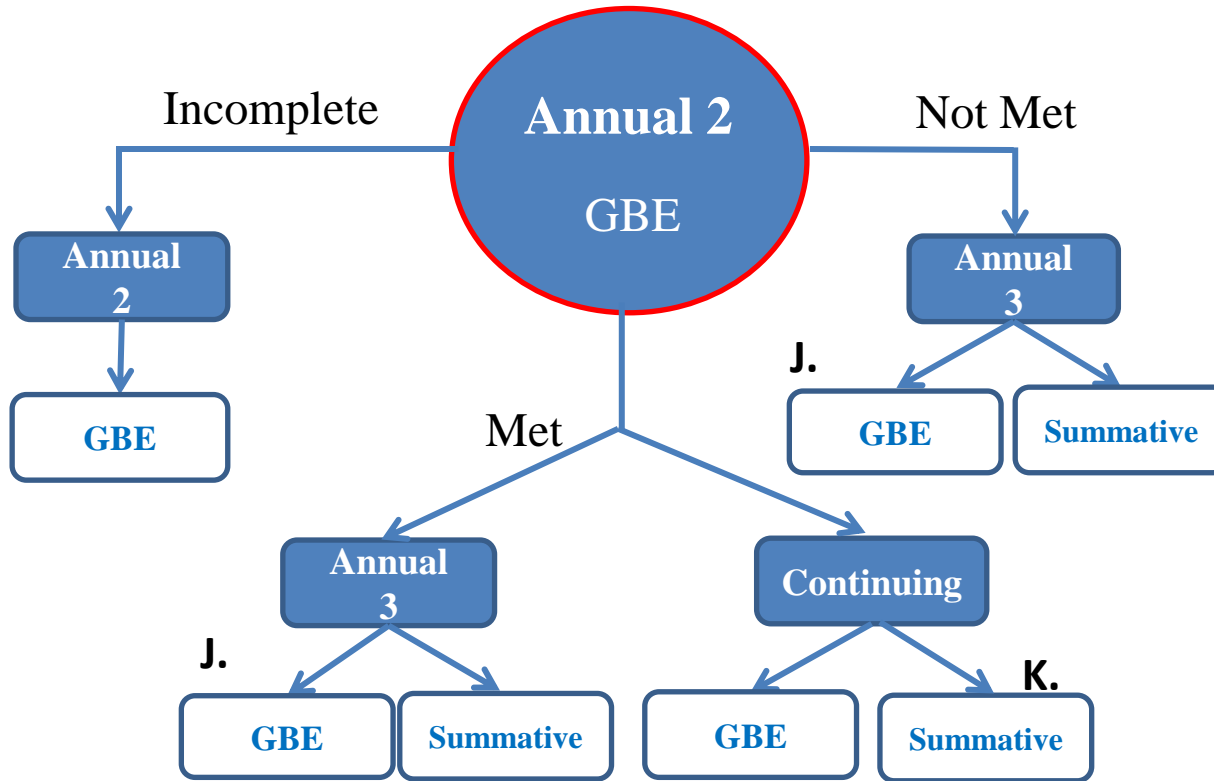 Incomplete
Annual 2
GBE
Not Met
Annual
2
Annual
3
J.
GBE
GBE
Summative
Met
Annual
3
Continuing
J.
K.
GBE
Summative
GBE
Summative